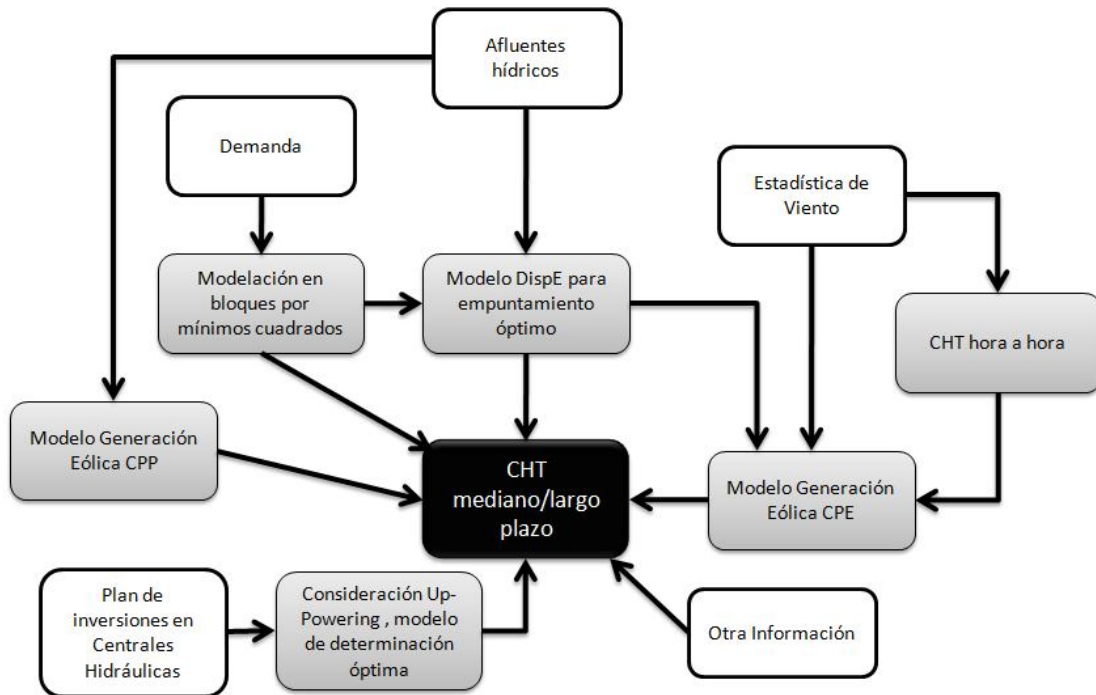 Afluentes
hídricos
Demanda
Estadística de
Viento
Modelación en
bloques por
mínimos cuadrados
Modelo DispE para
empuntamiento
óptimo
CHT hora a hora
Modelo Generación
Eólica CPP
CHT
mediano/largo
plazo
Modelo Generación
Eólica CPE
Plan de
inversiones en
Centrales
Hidráulicas
Consideración Up-
Powering , modelo
de determinación
óptima
Otra Información